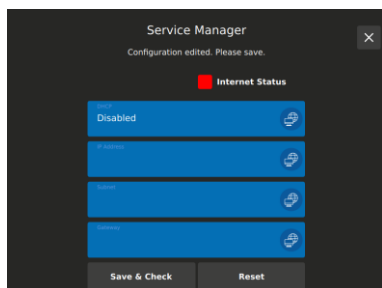 Service Manager
Configuration edited. Please save.
Internet Status
DHCP
Disabled
IP Address
Subnet
Gateway
Save & Check
Reset